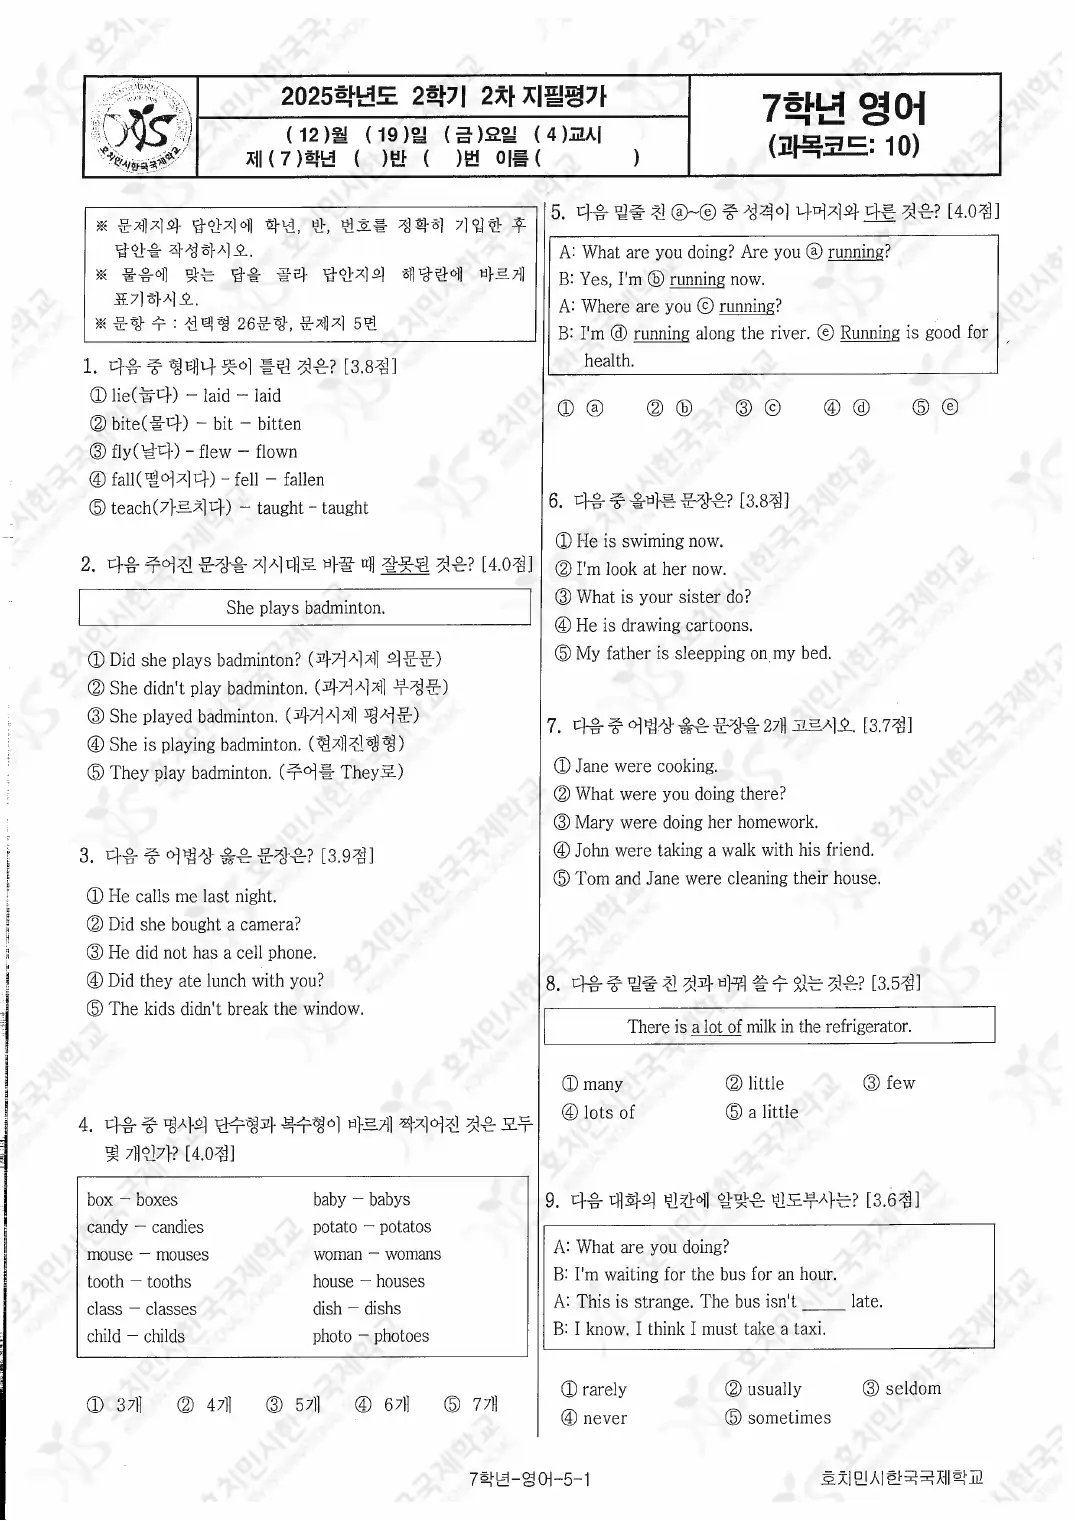 2025학년도 2학기 2차 지필평가
( 12 )월 ( 19 )일 ( 금 )요일 ( 4 )교시
제 ( 7 )학년 ( )반 ( )번 이름 ( )
7학년 영어
(과목코드: 10)
호치민시한국국제학교
※ 문제지와 답안지에 학년, 반, 번호를 정확히 기입한 후
답안을 작성하시오.
※ 물음에 맞는 답을 골라 답안지의 해당란에 바르게
표기하시오.
※ 문항 수 : 선택형 26문항, 문제지 5면
1. 다음 중 형태나 뜻이 틀린 것은? [3.8점]
① lie(눕다) - laid - laid
② bite(물다) - bit - bitten
③ fly(날다) - flew - flown
④ fall(떨어지다) - fell - fallen
⑤ teach(가르치다) - taught - taught
2. 다음 주어진 문장을 지시대로 바꿀 때 잘못된 것은? [4.0점]
She plays badminton.
① Did she plays badminton? (과거시제 의문문)
② She didn't play badminton. (과거시제 부정문)
③ She played badminton. (과거시제 평서문)
④ She is playing badminton. (현재진행형)
⑤ They play badminton. (주어를 They로)
3. 다음 중 어법상 옳은 문장은? [3.9점]
① He calls me last night.
② Did she bought a camera?
③ He did not has a cell phone.
④ Did they ate lunch with you?
⑤ The kids didn't break the window.
4. 다음 중 명사의 단수형과 복수형이 바르게 짝지어진 것은 모두
몇 개인가? [4.0점]
box - boxes baby - babys
candy - candies potato - potatos
mouse - mouses woman - womans
tooth - tooths house - houses
class - classes dish - dishs
child - childs photo - photoes
① 3개 ② 4개 ③ 5개 ④ 6개 ⑤ 7개
5. 다음 밑줄 친 ⓐ~ⓔ 중 성격이 나머지와 다른 것은? [4.0점]
A: What are you doing? Are you ⓐ running?
B: Yes, I'm ⓑ running now.
A: Where are you ⓒ running?
B: I'm ⓓ running along the river. ⓔ Running is good for
health.
① ⓐ ② ⓑ ③ ⓒ ④ ⓓ ⑤ ⓔ
6. 다음 중 올바른 문장은? [3.8점]
① He is swiming now.
② I'm look at her now.
③ What is your sister do?
④ He is drawing cartoons.
⑤ My father is sleepping on my bed.
7. 다음 중 어법상 옳은 문장을 2개 고르시오. [3.7점]
① Jane were cooking.
② What were you doing there?
③ Mary were doing her homework.
④ John were taking a walk with his friend.
⑤ Tom and Jane were cleaning their house.
8. 다음 중 밑줄 친 것과 바꿔 쓸 수 있는 것은? [3.5점]
There is a lot of milk in the refrigerator.
① many ② little ③ few
④ lots of ⑤ a little
9. 다음 대화의 빈칸에 알맞은 빈도부사는? [3.6점]
A: What are you doing?
B: I'm waiting for the bus for an hour.
A: This is strange. The bus isn't _____ late.
B: I know. I think I must take a taxi.
① rarely ② usually ③ seldom
④ never ⑤ sometimes
7학년-영어-5-1
호치민시한국국제학교